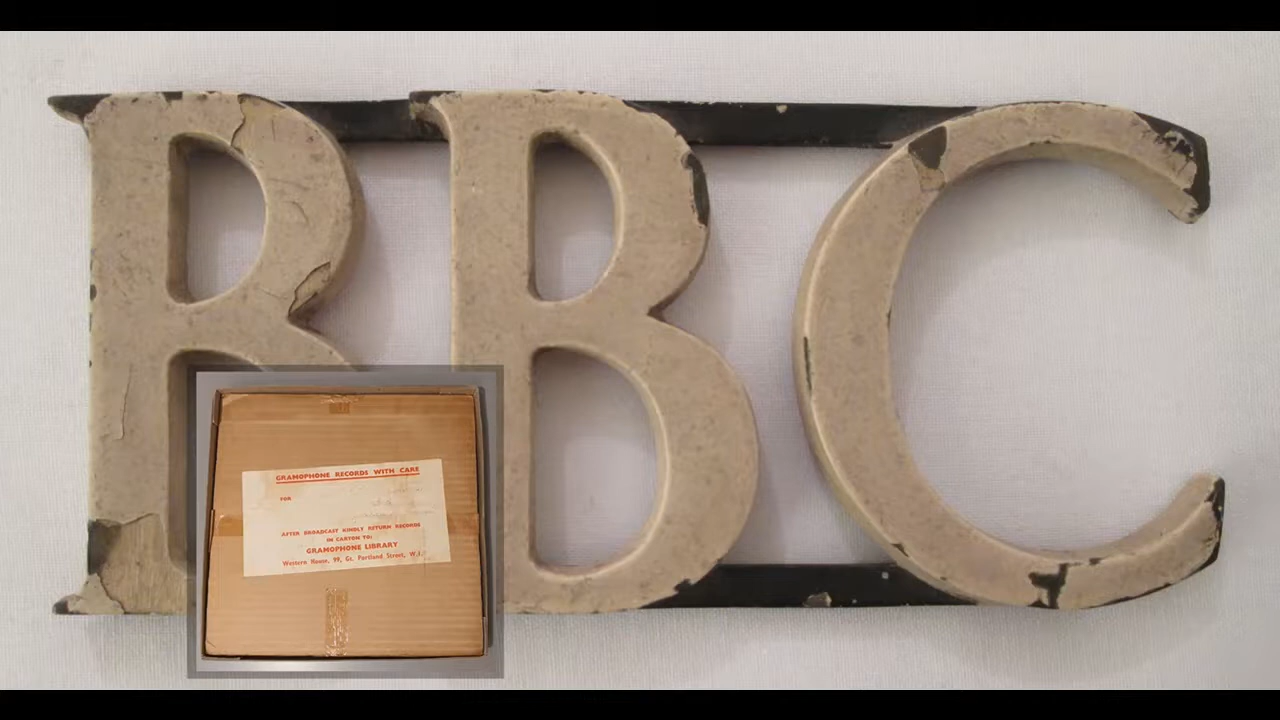 BBC
GRAMOPHONE RECORDS WITH CARE
FOR
AFTER BROADCAST KINDLY RETURN RECORDS
IN CARTON TO:
GRAMOPHONE LIBRARY
Western House, 99, Gt. Portland Street, W.1.